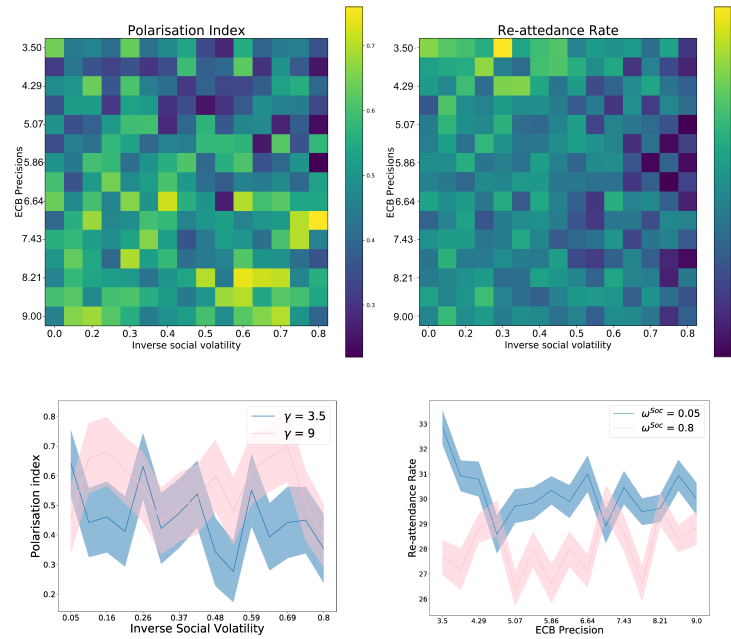 Polarisation Index
Re-attedance Rate
ECB Precisions
3.50
4.29
5.07
5.86
6.64
7.43
8.21
9.00
0.0 0.2 0.3 0.4 0.5 0.6 0.7 0.8
Inverse social volatility
0.7
0.6
0.5
0.4
0.3
ECB Precisions
3.50
4.29
5.07
5.86
6.64
7.43
8.21
9.00
0.0 0.2 0.3 0.4 0.5 0.6 0.7 0.8
Inverse social volatility
Polarisation index
0.8
0.7
0.6
0.5
0.4
0.3
0.2
γ = 3.5
γ = 9
0.05 0.16 0.26 0.37 0.48 0.59 0.69 0.8
Inverse Social Volatility
Re-attendance Rate
33
32
31
30
29
28
27
26
ω^Soc = 0.05
ω^Soc = 0.8
3.5 4.29 5.07 5.86 6.64 7.43 8.21 9.0
ECB Precision